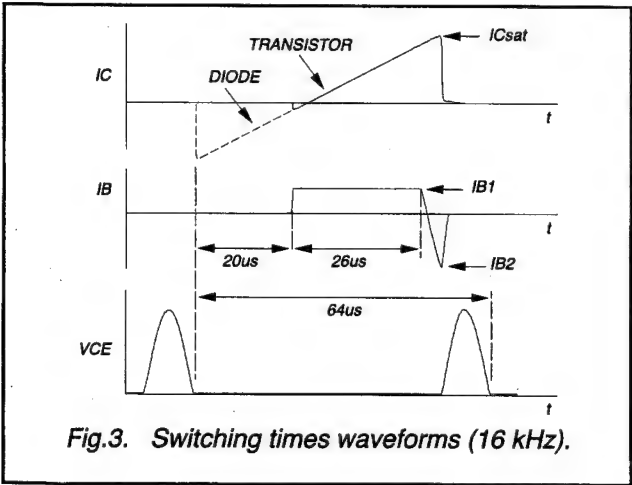 ICsat
TRANSISTOR
IC
DIODE
t
IB
IB1
t
20us
26us
IB2
64us
VCE
t
Fig.3. Switching times waveforms (16 kHz).